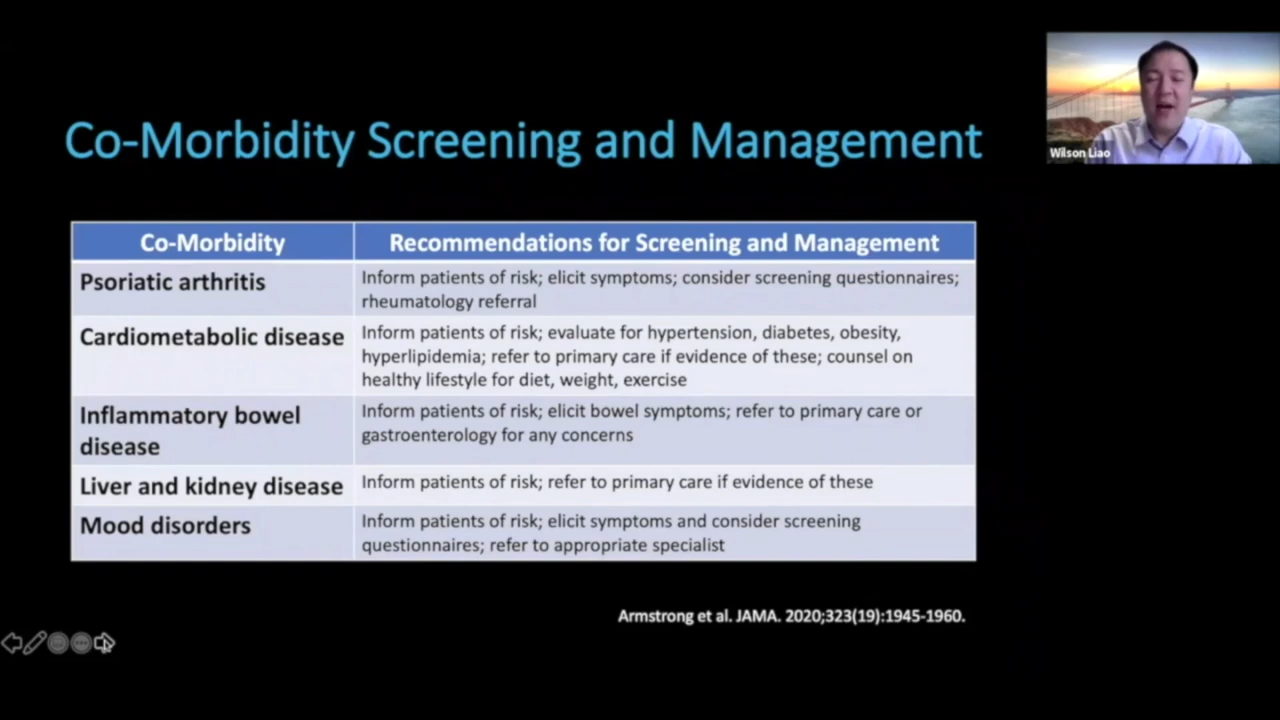 Co-Morbidity Screening and Management
Wilson Liao
Co-Morbidity
Recommendations for Screening and Management
Psoriatic arthritis
Inform patients of risk; elicit symptoms; consider screening questionnaires;
rheumatology referral
Cardiometabolic disease
Inform patients of risk; evaluate for hypertension, diabetes, obesity,
hyperlipidemia; refer to primary care if evidence of these; counsel on
healthy lifestyle for diet, weight, exercise
Inflammatory bowel
disease
Inform patients of risk; elicit bowel symptoms; refer to primary care or
gastroenterology for any concerns
Liver and kidney disease
Inform patients of risk; refer to primary care if evidence of these
Mood disorders
Inform patients of risk; elicit symptoms and consider screening
questionnaires; refer to appropriate specialist
Armstrong et al. JAMA. 2020;323(19):1945-1960.